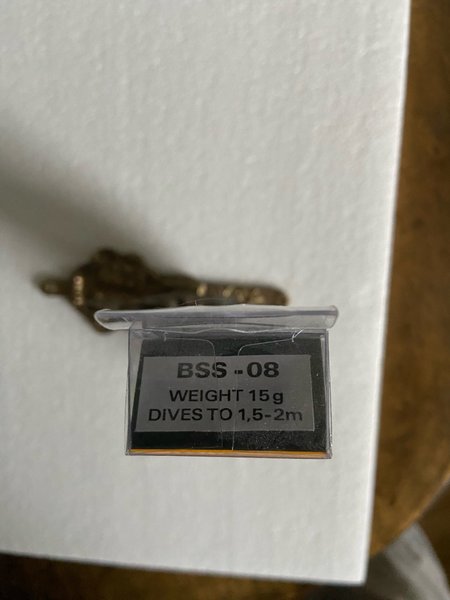 BSS - 08
WEIGHT 15g
DIVES TO 1,5-2m